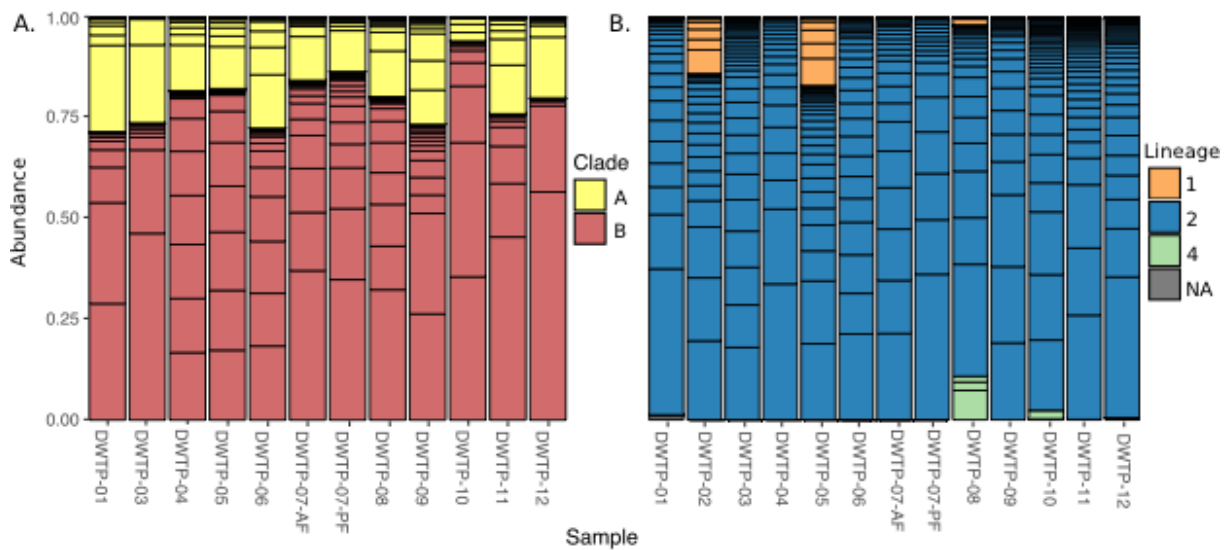 A.
Abundance
1.00
0.75
0.50
0.25
0.00
DWTP-01
DWTP-03
DWTP-04
DWTP-05
DWTP-06
DWTP-07-AF
DWTP-07-PF
DWTP-08
DWTP-09
DWTP-10
DWTP-11
DWTP-12
Clade
A
B
B.
DWTP-01
DWTP-02
DWTP-03
DWTP-04
DWTP-05
DWTP-06
DWTP-07-AF
DWTP-07-PF
DWTP-08
DWTP-09
DWTP-10
DWTP-11
DWTP-12
Lineage
1
2
4
NA
Sample